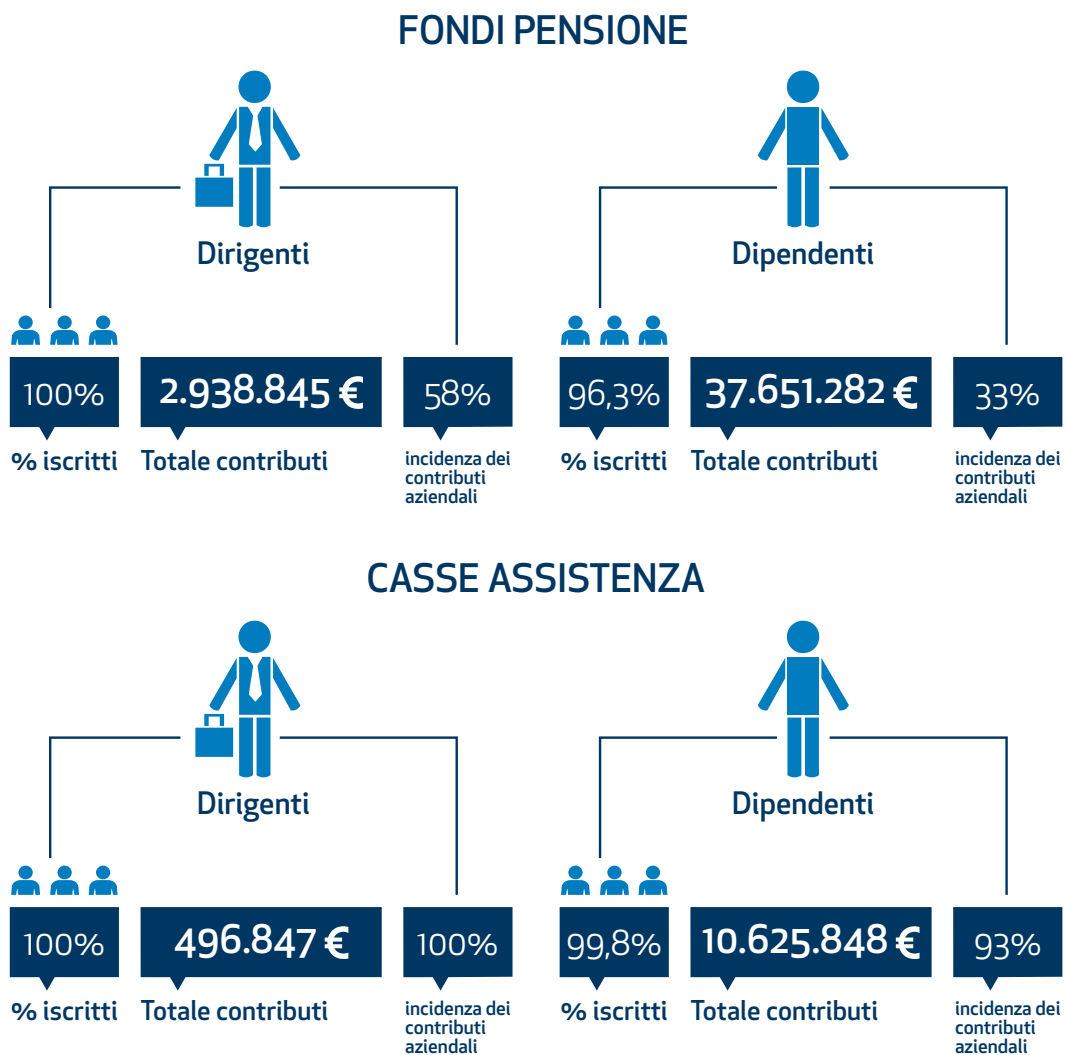 FONDI PENSIONE
Dirigenti
100%
% iscritti
2.938.845 €
Totale contributi
58%
incidenza dei
contributi
aziendali
Dipendenti
96,3%
% iscritti
37.651.282 €
Totale contributi
33%
incidenza dei
contributi
aziendali
CASSE ASSISTENZA
Dirigenti
100%
% iscritti
496.847 €
Totale contributi
100%
incidenza dei
contributi
aziendali
Dipendenti
99,8%
% iscritti
10.625.848 €
Totale contributi
93%
incidenza dei
contributi
aziendali